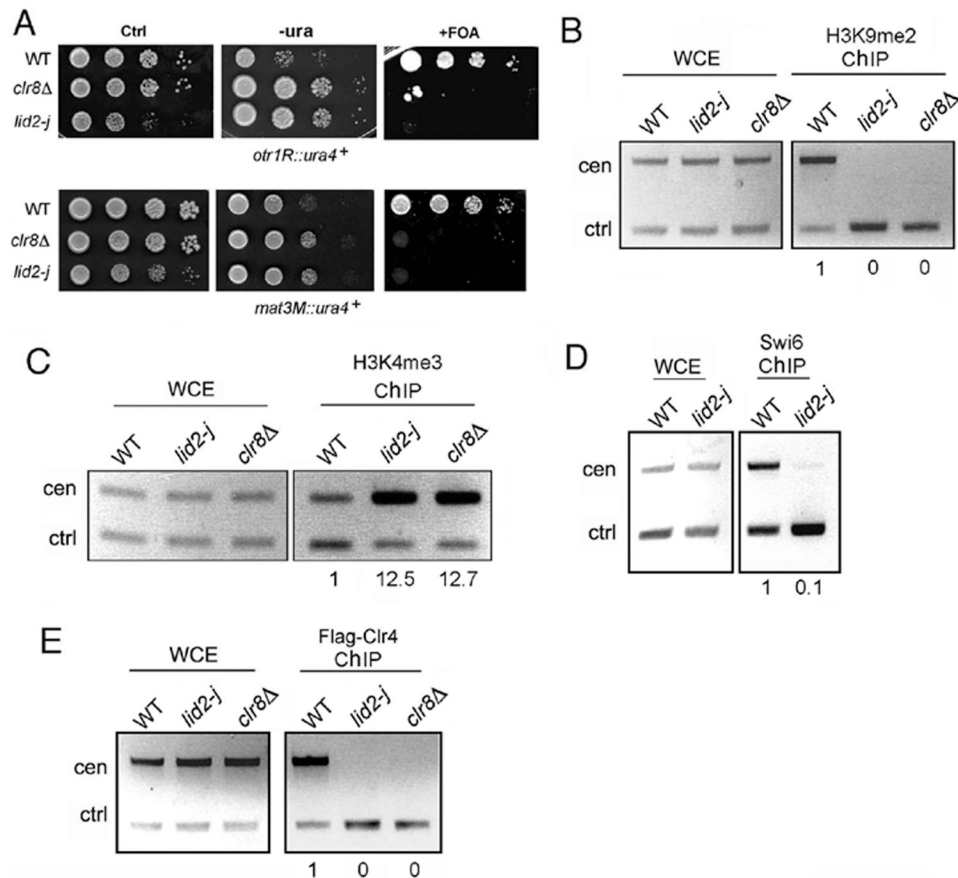 A
Ctrl -ura +FOA
WT
clr8Δ
lid2-j
otr1R::ura4+
WT
clr8Δ
lid2-j
mat3M::ura4+
B
WCE H3K9me2 ChIP
WT lid2-j clr8Δ WT lid2-j clr8Δ
cen
ctrl
1 0 0
C
WCE H3K4me3 ChIP
WT lid2-j clr8Δ WT lid2-j clr8Δ
cen
ctrl
1 12.5 12.7
D
WCE Swi6 ChIP
WT lid2-j WT lid2-j
cen
ctrl
1 0.1
E
WCE Flag-Clr4 ChIP
WT lid2-j clr8Δ WT lid2-j clr8Δ
cen
ctrl
1 0 0